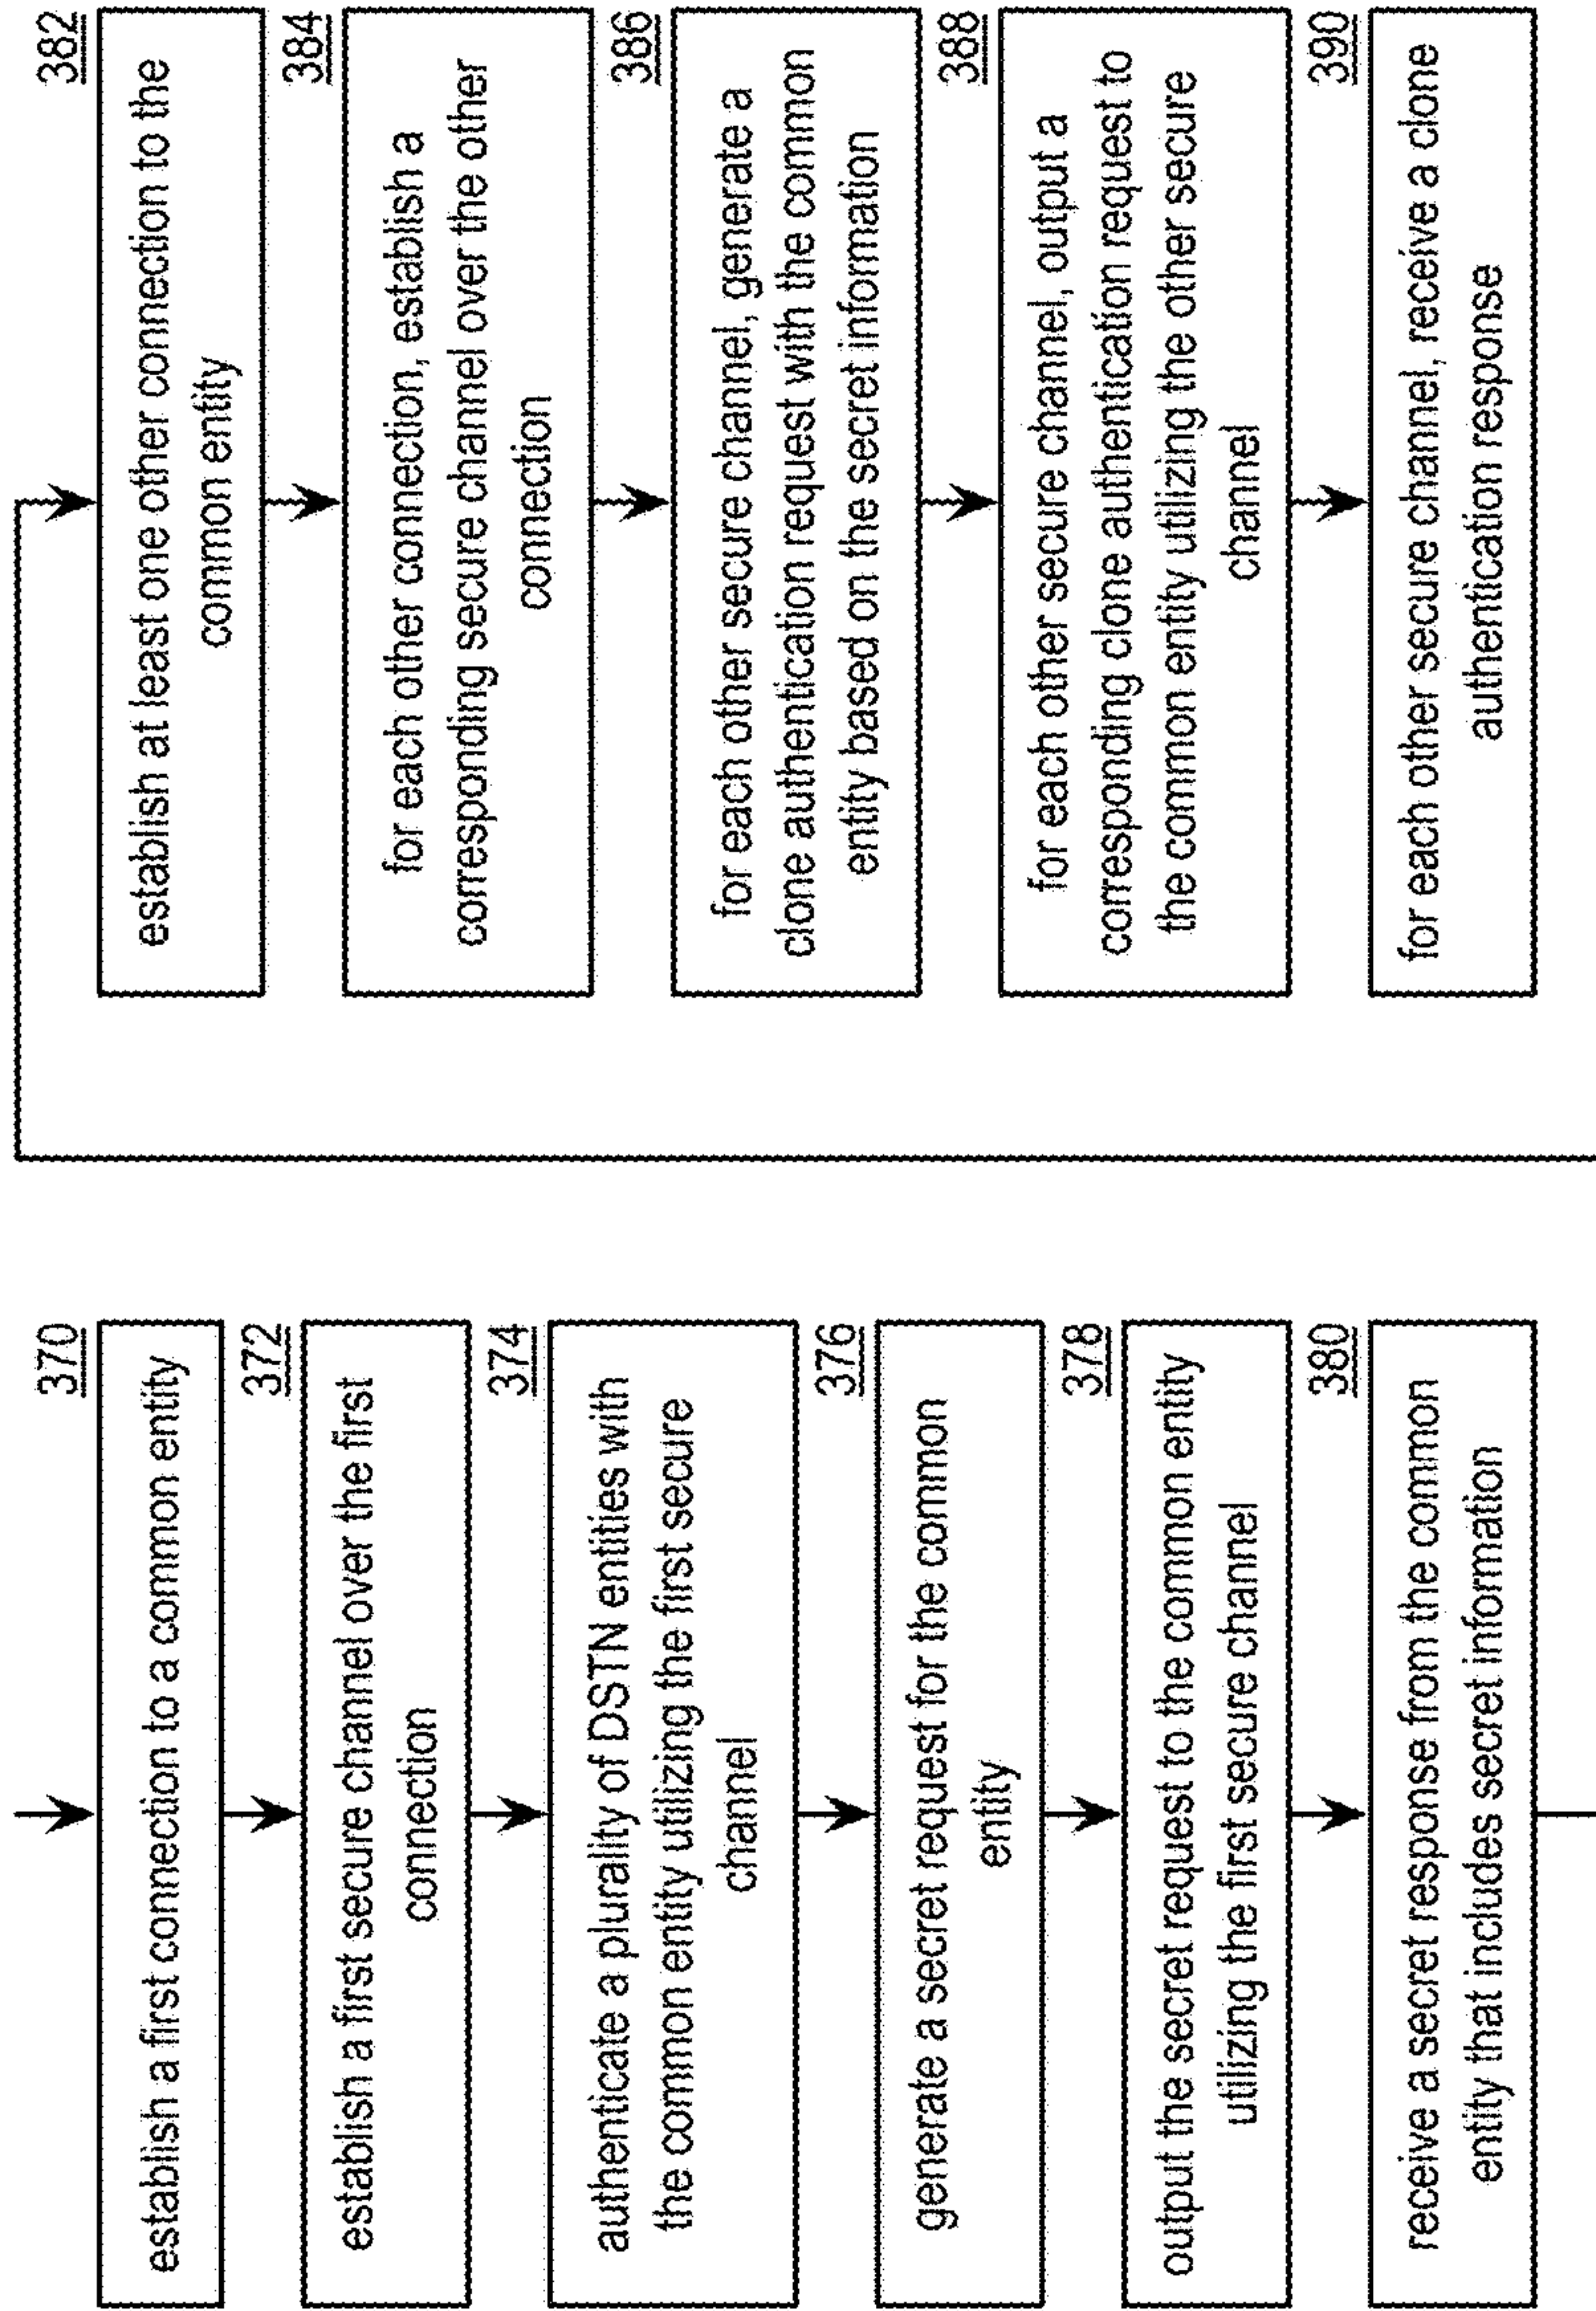 370
establish a first connection to a common entity
372
establish a first secure channel over the first
connection
374
authenticate a plurality of DSTN entities with
the common entity utilizing the first secure
channel
376
generate a secret request for the common
entity
378
output the secret request to the common entity
utilizing the first secure channel
380
receive a secret response from the common
entity that includes secret information
382
establish at least one other connection to the
common entity
384
for each other connection, establish a
corresponding secure channel over the other
connection
386
for each other secure channel, generate a
clone authentication request with the common
entity based on the secret information
388
for each other secure channel, output a
corresponding clone authentication request to
the common entity utilizing the other secure
channel
390
for each other secure channel, receive a clone
authentication response